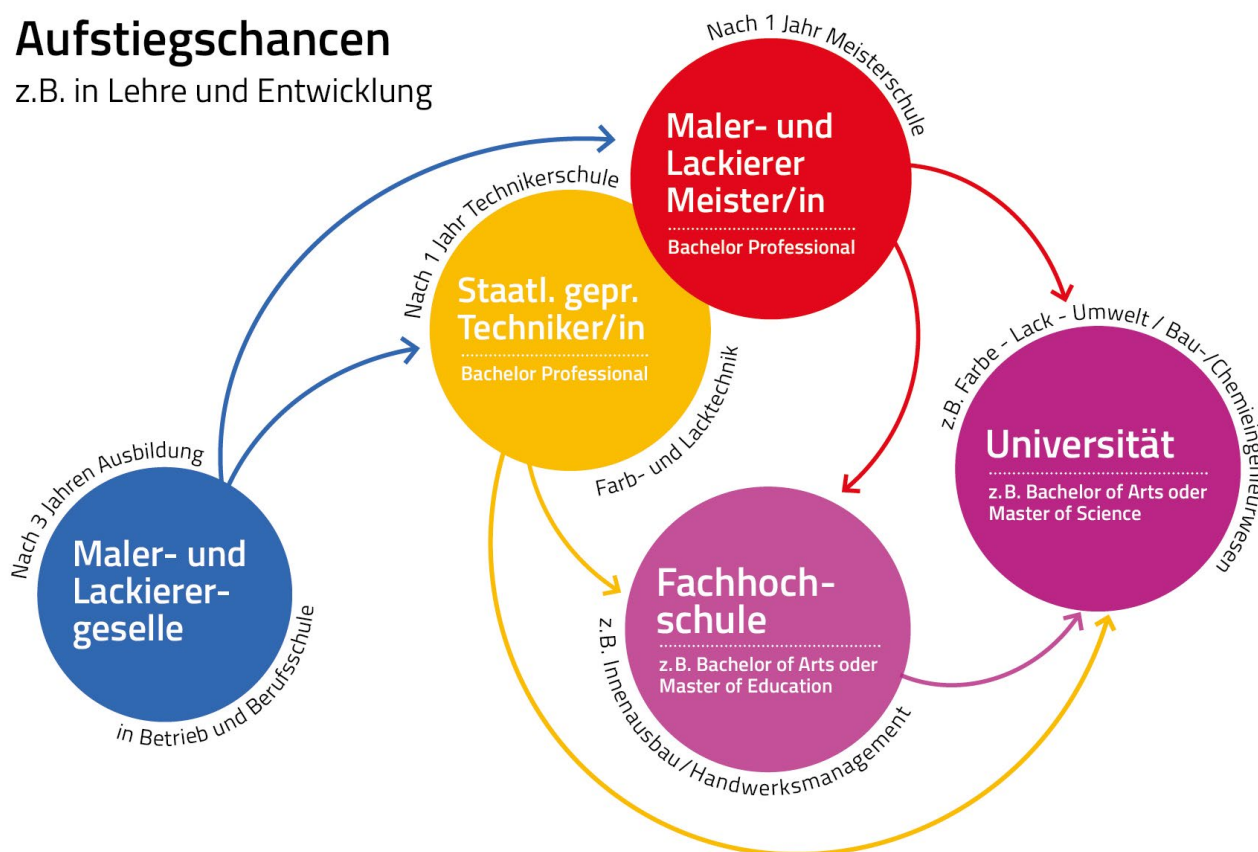 Aufstiegschancen
z.B. in Lehre und Entwicklung
Nach 1 Jahr Meisterschule
Maler- und
Lackierer
Meister/in
Bachelor Professional
Nach 1 Jahr Technikerschule
Staatl. gepr.
Techniker/in
Bachelor Professional
Farb- und Lacktechnik
z.B. Farbe - Lack - Umwelt / Bau-/Chemieingenieurwesen
Universität
z.B. Bachelor of Arts oder
Master of Science
Nach 3 Jahren Ausbildung
Maler- und
Lackierer-
geselle
in Betrieb und Berufsschule
Fachhoch-
schule
z.B. Bachelor of Arts oder
Master of Education
z.B. Innenausbau/Handwerksmanagement